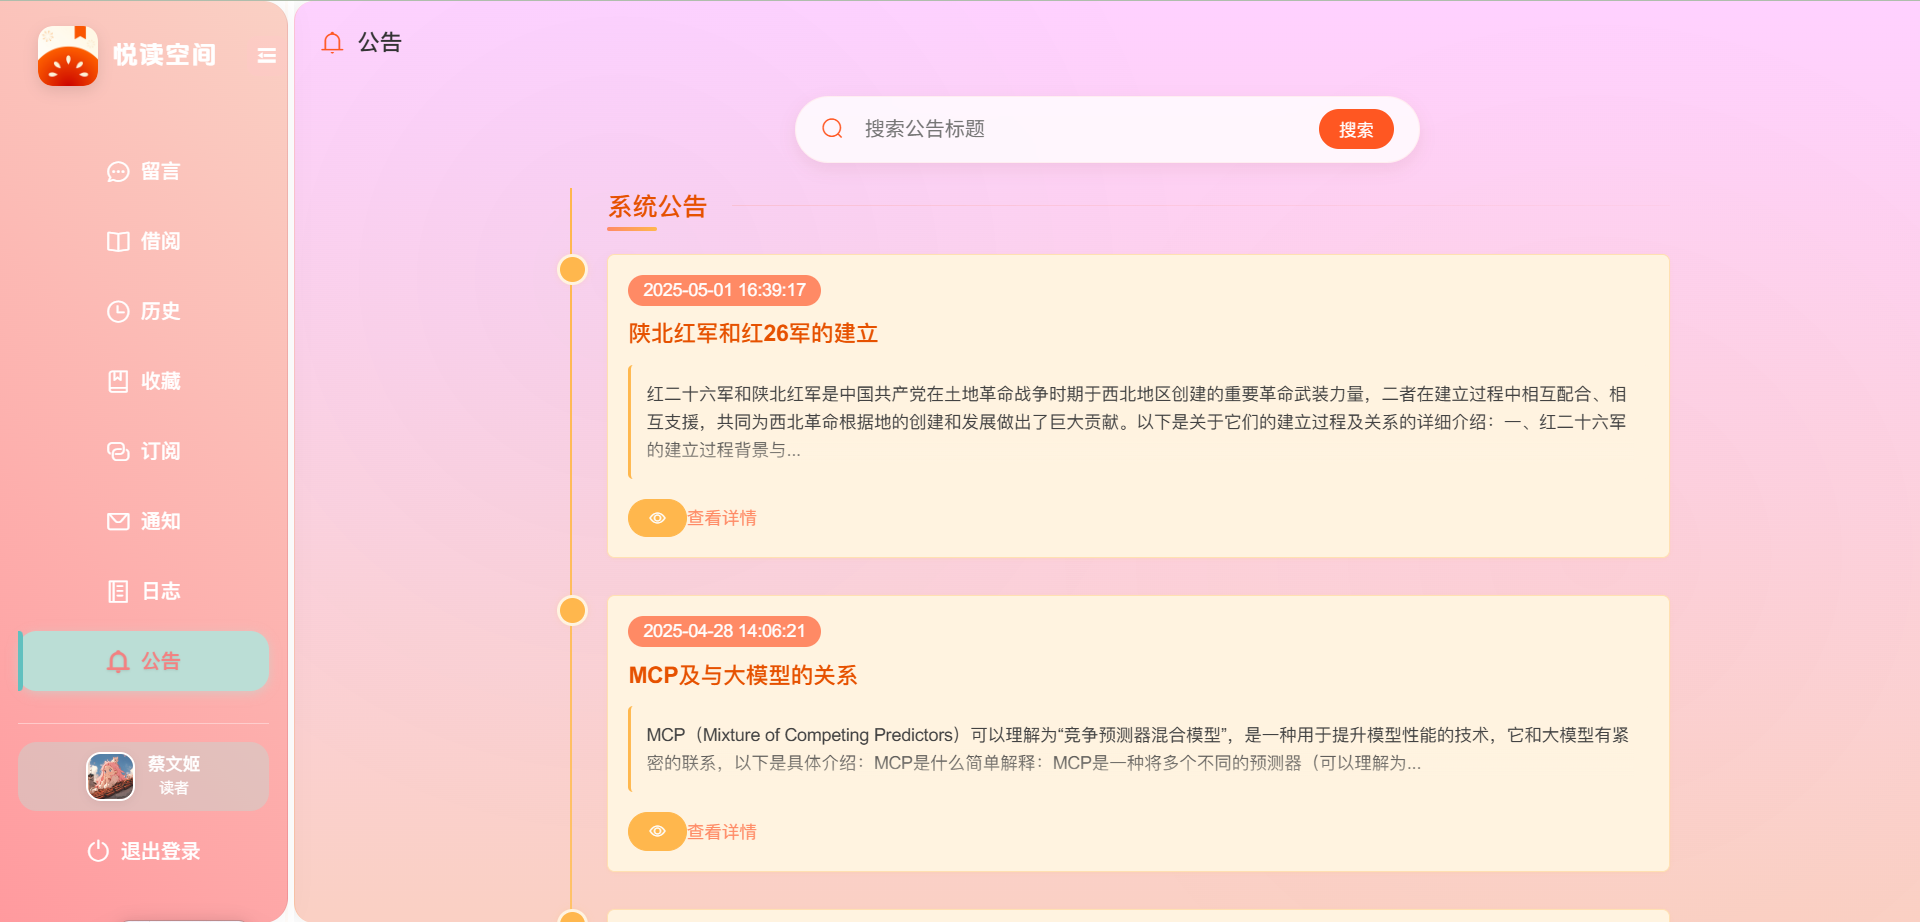 悦读空间
留言
借阅
历史
收藏
订阅
通知
日志
公告
蔡文姬
读者
退出登录
公告
搜索公告标题
搜索
系统公告
2025-05-01 16:39:17
陕北红军和红26军的建立
红二十六军和陕北红军是中国共产党在土地革命战争时期于西北地区创建的重要革命武装力量，二者在建立过程中相互配合、相
互支援，共同为西北革命根据地的创建和发展做出了巨大贡献。以下是关于它们的建立过程及关系的详细介绍：一、红二十六军
的建立过程背景与...
查看详情
2025-04-28 14:06:21
MCP及与大模型的关系
MCP（Mixture of Competing Predictors）可以理解为“竞争预测器混合模型”，是一种用于提升模型性能的技术，它和大模型有紧
密的联系，以下是具体介绍：MCP是什么简单解释：MCP是一种将多个不同的预测器（可以理解为...
查看详情